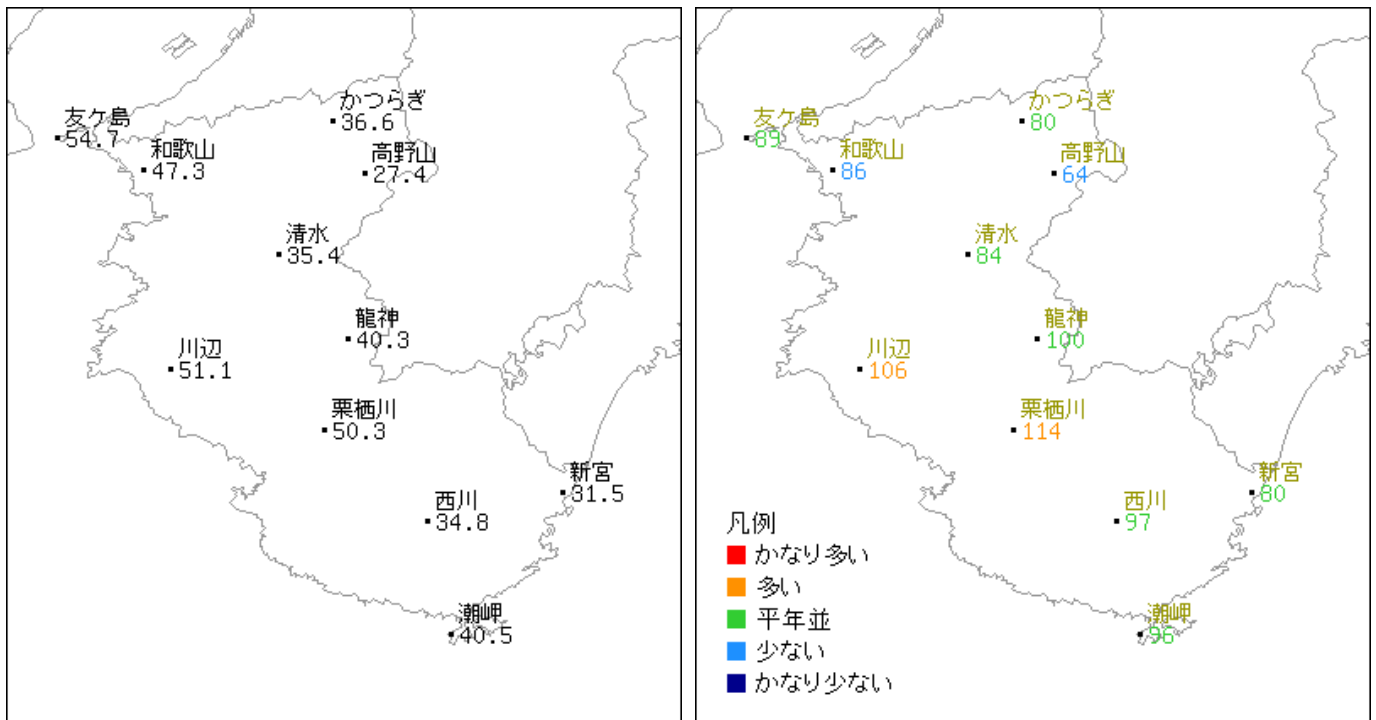 かつらぎ
36.6
友ケ島
54.7
和歌山
47.3
高野山
27.4
清水
35.4
龍神
40.3
川辺
51.1
栗栖川
50.3
新宮
31.5
西川
34.8
潮岬
40.5
かつらぎ
80
友ケ島
89
和歌山
86
高野山
64
清水
84
龍神
100
川辺
106
栗栖川
114
新宮
80
西川
97
潮岬
96
凡例
かなり多い
多い
平年並
少ない
かなり少ない